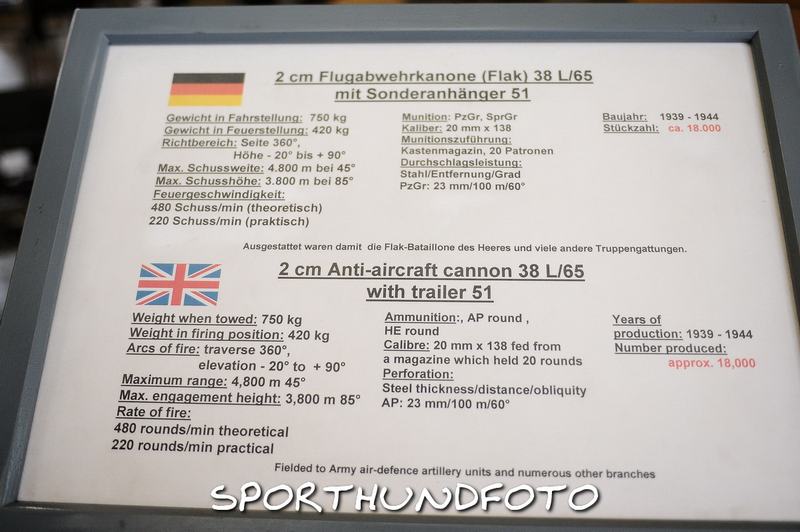 2 cm Flugabwehrkanone (Flak) 38 L/65
mit Sonderanhänger 51
Gewicht in Fahrstellung: 750 kg
Gewicht in Feuerstellung: 420 kg
Richtbereich: Seite 360°,
Höhe - 20° bis + 90°
Max. Schussweite: 4.800 m bei 45°
Max. Schusshöhe: 3.800 m bei 85°
Feuergeschwindigkeit:
480 Schuss/min (theoretisch)
220 Schuss/min (praktisch)
Munition: PzGr, SprGr
Kaliber: 20 mm x 138
Munitionszuführung:
Kastenmagazin, 20 Patronen
Durchschlagsleistung:
Stahl/Entfernung/Grad
PzGr: 23 mm/100 m/60°
Baujahr: 1939 - 1944
Stückzahl: ca. 18.000
Ausgestattet waren damit die Flak-Bataillone des Heeres und viele andere Truppengattungen.
2 cm Anti-aircraft cannon 38 L/65
with trailer 51
Weight when towed: 750 kg
Weight in firing position: 420 kg
Arcs of fire: traverse 360°,
elevation - 20° to + 90°
Maximum range: 4,800 m 45°
Max. engagement height: 3,800 m 85°
Rate of fire:
480 rounds/min theoretical
220 rounds/min practical
Ammunition:, AP round ,
HE round
Calibre: 20 mm x 138 fed from
a magazine which held 20 rounds
Perforation:
Steel thickness/distance/obliquity
AP: 23 mm/100 m/60°
Years of
production: 1939 - 1944
Number produced:
approx. 18,000
Fielded to Army air-defence artillery units and numerous other branches
SPORTHUNDFOTO